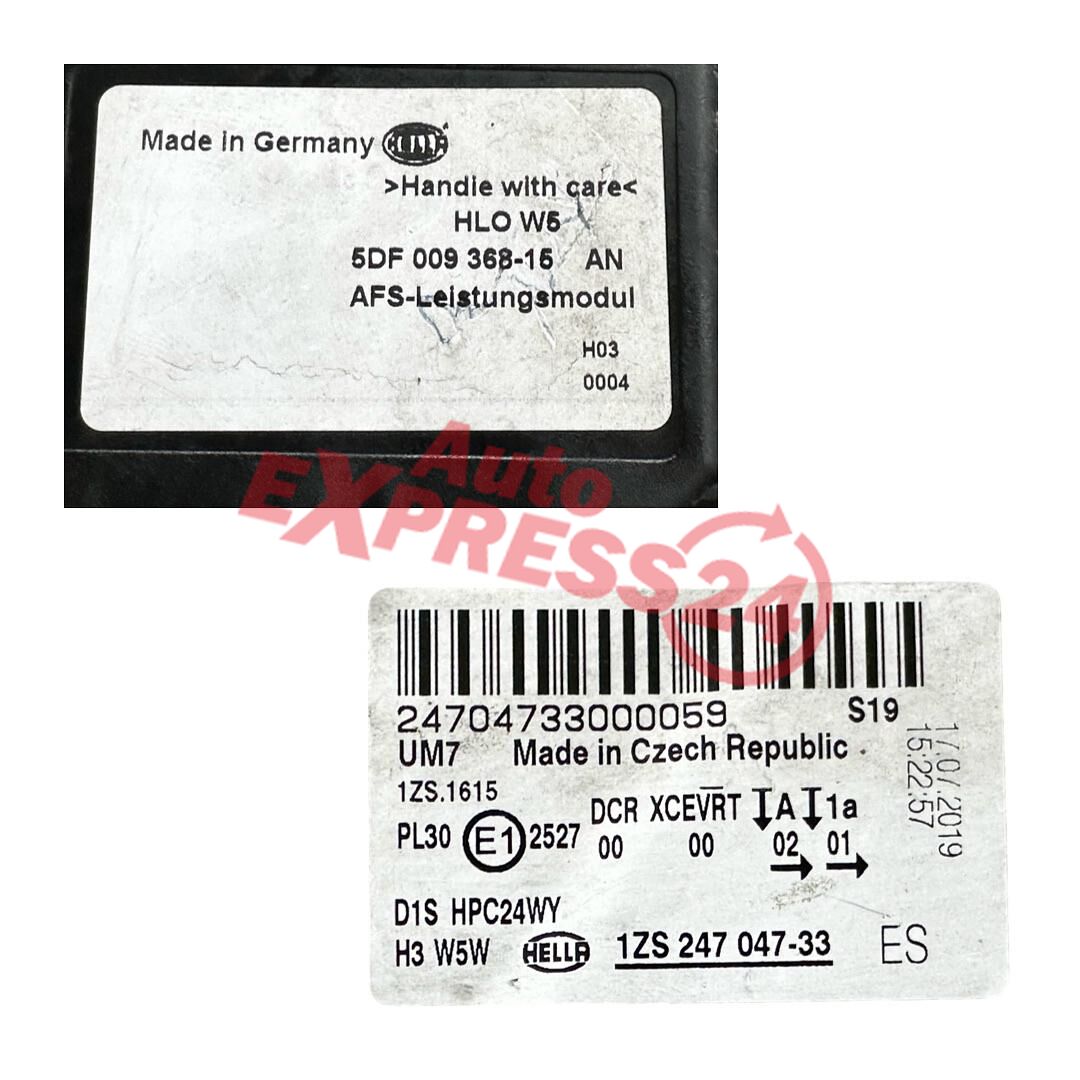 Made in Germany HELLA
>Handle with care<
HLO W5
5DF 009 368-15 AN
AFS-Leistungsmodul
H03
0004
Auto
EXPRESS24
24704733000059 S19
UM7 Made in Czech Republic
1ZS.1615
DCR XCEVRT A 1a
PL30 E1 2527 00 00 02 01
D1S HPC24WY
H3 W5W HELLA 1ZS 247 047-33 ES
17.07.2019
15:22:57